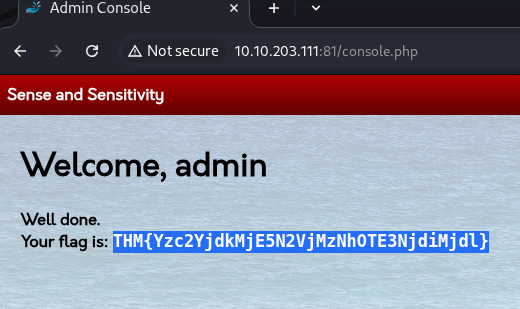 Admin Console
Not secure 10.10.203.111:81/console.php
Sense and Sensitivity
Welcome, admin
Well done.
Your flag is: THM{Yzc2YjdkMjE5N2VjMzNhOTE3NjdiMjdl}